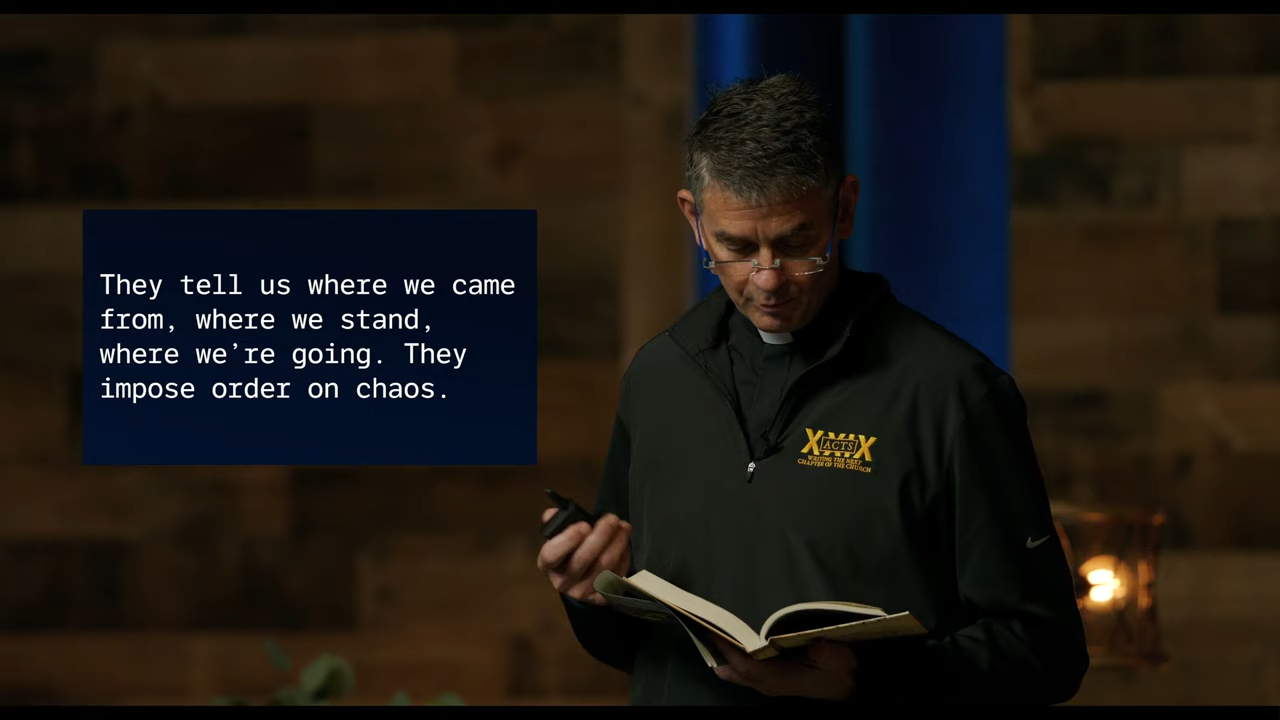 They tell us where we came
from, where we stand,
where we’re going. They
impose order on chaos.
XXIX
ACTS
WRITING THE NEXT
CHAPTER OF THE CHURCH